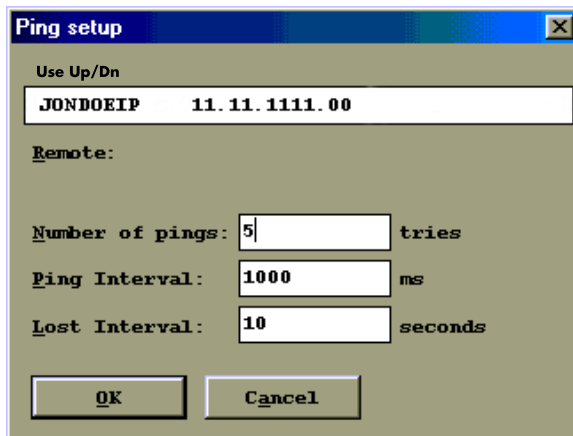 Ping setup
Use Up/Dn
JONDOEIP 11.11.1111.00
Remote:
Number of pings: 5 tries
Ping Interval: 1000 ms
Lost Interval: 10 seconds
OK Cancel